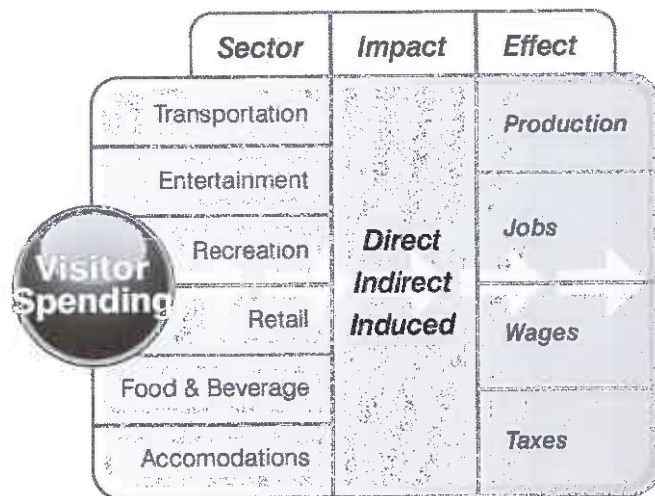 Sector Impact Effect
Transportation
Entertainment
Recreation
Retail
Food & Beverage
Accomodations
Visitor
Spending
Direct
Indirect
Induced
Production
Jobs
Wages
Taxes